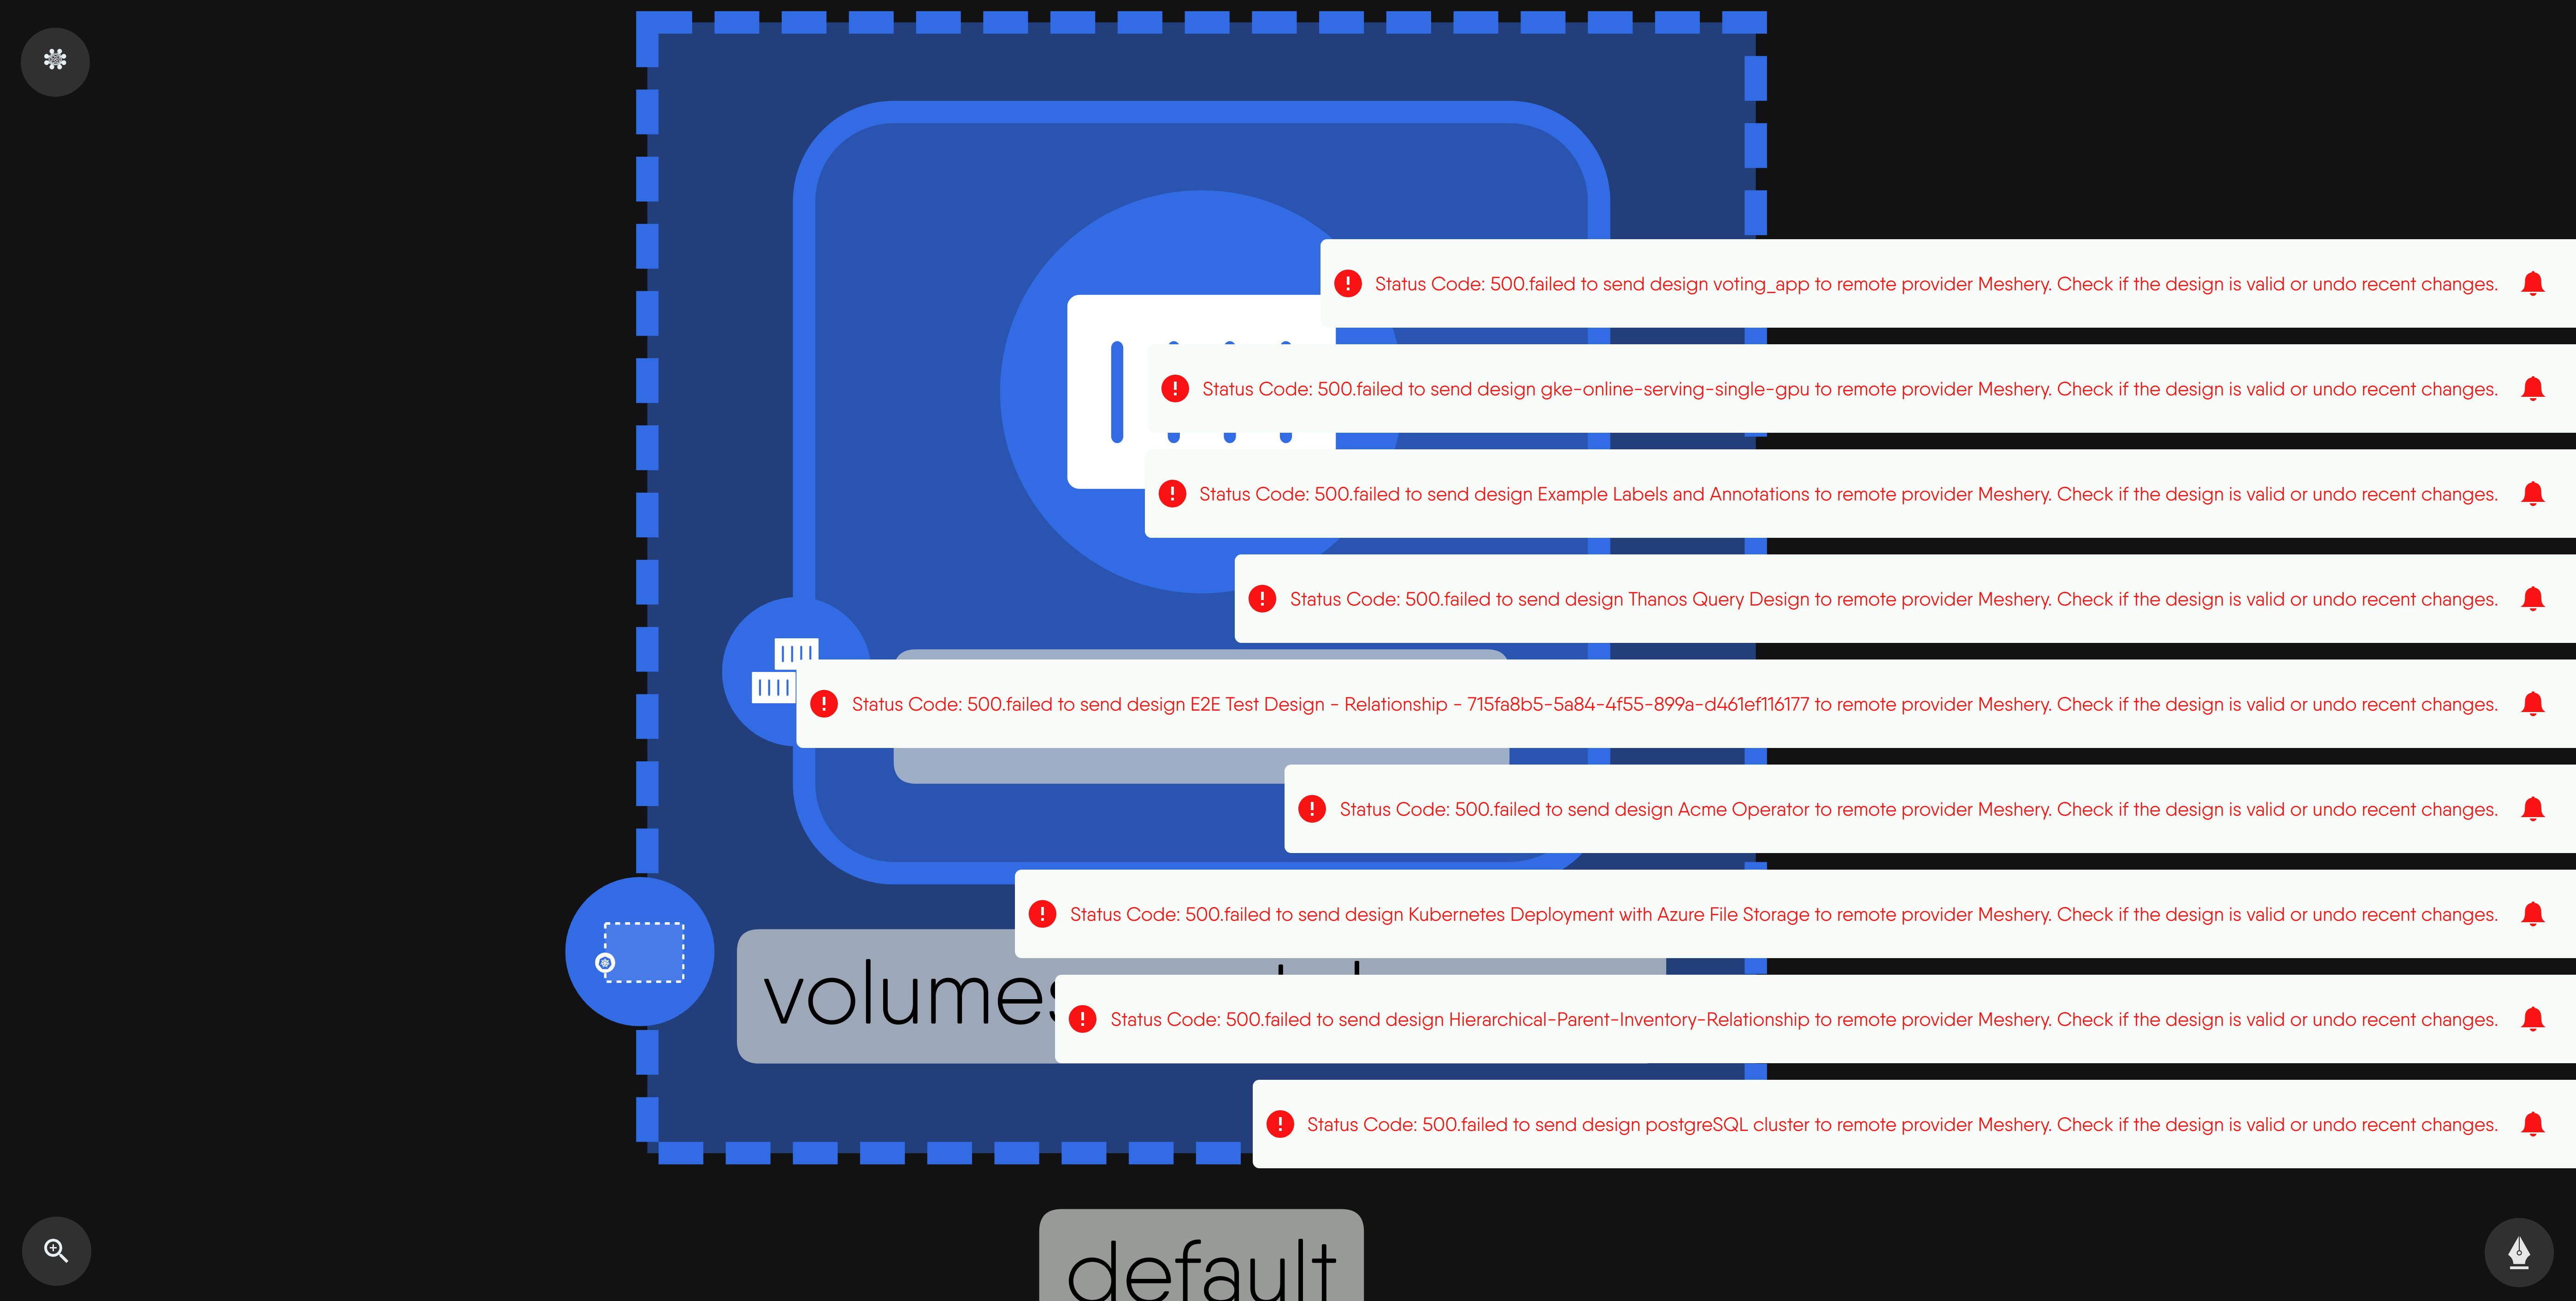 Status Code: 500.failed to send design voting_app to remote provider Meshery. Check if the design is valid or undo recent changes.
Status Code: 500.failed to send design gke-online-serving-single-gpu to remote provider Meshery. Check if the design is valid or undo recent changes.
Status Code: 500.failed to send design Example Labels and Annotations to remote provider Meshery. Check if the design is valid or undo recent changes.
Status Code: 500.failed to send design Thanos Query Design to remote provider Meshery. Check if the design is valid or undo recent changes.
Status Code: 500.failed to send design E2E Test Design - Relationship - 715fa8b5-5a84-4f55-899a-d461ef116177 to remote provider Meshery. Check if the design is valid or undo recent changes.
Status Code: 500.failed to send design Acme Operator to remote provider Meshery. Check if the design is valid or undo recent changes.
Status Code: 500.failed to send design Kubernetes Deployment with Azure File Storage to remote provider Meshery. Check if the design is valid or undo recent changes.
volumes
Status Code: 500.failed to send design Hierarchical-Parent-Inventory-Relationship to remote provider Meshery. Check if the design is valid or undo recent changes.
Status Code: 500.failed to send design postgreSQL cluster to remote provider Meshery. Check if the design is valid or undo recent changes.
default